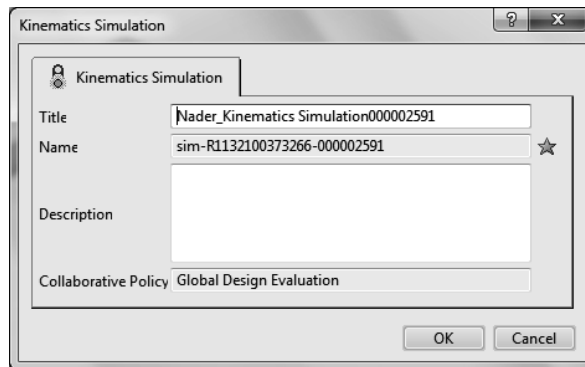 Kinematics Simulation
Kinematics Simulation
Title Nader_Kinematics Simulation000002591
Name sim-R1132100373266-000002591
Description
Collaborative Policy Global Design Evaluation
OK Cancel